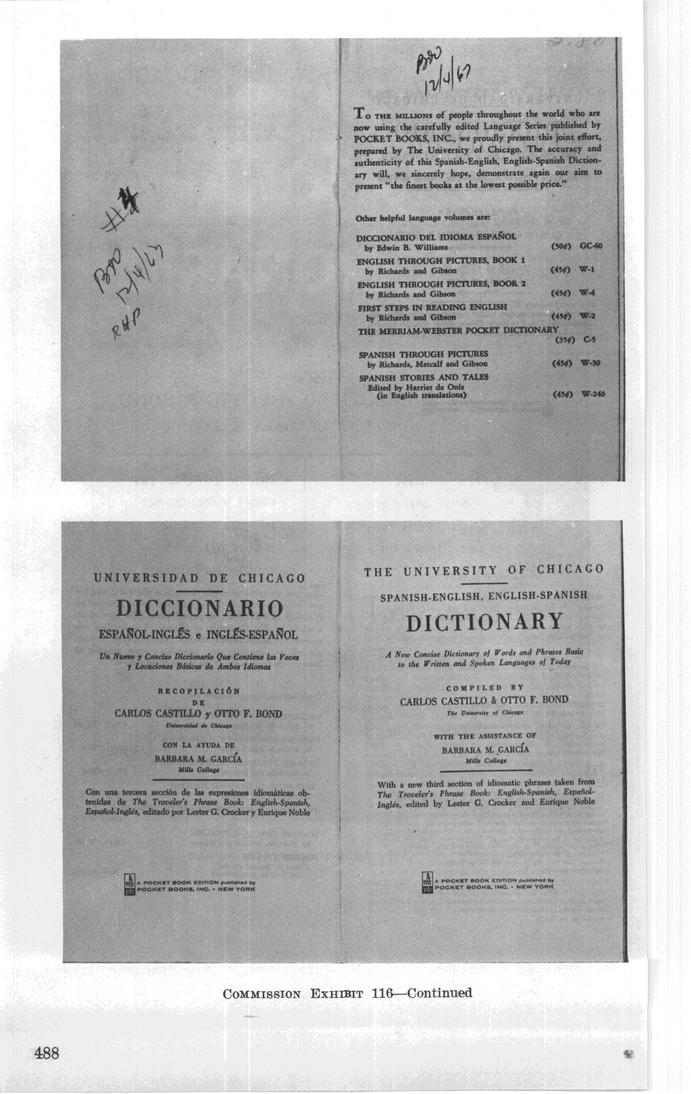 #4
12/4/63
RHP
12/4/63
TO THE MILLIONS of people throughout the world who are
now using the carefully edited Language Series published by
POCKET BOOKS, INC., we proudly present this joint effort,
prepared by The University of Chicago. The accuracy and
authenticity of this Spanish-English, English-Spanish Diction-
ary will, we sincerely hope, demonstrate again our aim to
present "the finest books at the lowest possible price."
Other helpful language volumes are:
DICCIONARIO DEL IDIOMA ESPAÑOL
by Edwin B. Williams (50¢) GC-60
ENGLISH THROUGH PICTURES, BOOK 1
by Richards and Gibson (45¢) W-1
ENGLISH THROUGH PICTURES, BOOK 2
by Richards and Gibson (45¢) W-4
FIRST STEPS IN READING ENGLISH
by Richards and Gibson (45¢) W-2
THE MERRIAM-WEBSTER POCKET DICTIONARY
(35¢) C-5
SPANISH THROUGH PICTURES
by Richards, Metcalf and Gibson (45¢) W-50
SPANISH STORIES AND TALES
Edited by Harriet de Onís
(in English translations) (45¢) W-240
UNIVERSIDAD DE CHICAGO
DICCIONARIO
ESPAÑOL-INGLÉS e INGLÉS-ESPAÑOL
Un Nuevo y Conciso Diccionario Que Contiene las Voces
y Locuciones Básicas de Ambos Idiomas
RECOPILACIÓN
DE
CARLOS CASTILLO y OTTO F. BOND
Universidad de Chicago
CON LA AYUDA DE
BARBARA M. GARCÍA
Mills College
Con una tercera sección de las expresiones idiomáticas ob-
tenidas de The Traveler's Phrase Book: English-Spanish,
Español-Inglés, editado por Lester G. Crocker y Enrique Noble
A POCKET BOOK EDITION published by
POCKET BOOKS, INC. • NEW YORK
THE UNIVERSITY OF CHICAGO
SPANISH-ENGLISH, ENGLISH-SPANISH
DICTIONARY
A New Concise Dictionary of Words and Phrases Basic
to the Written and Spoken Languages of Today
COMPILED BY
CARLOS CASTILLO & OTTO F. BOND
The University of Chicago
WITH THE ASSISTANCE OF
BARBARA M. GARCÍA
Mills College
With a new third section of idiomatic phrases taken from
The Traveler's Phrase Book: English-Spanish, Español-
Inglés, edited by Lester G. Crocker and Enrique Noble
A POCKET BOOK EDITION published by
POCKET BOOKS, INC. • NEW YORK
COMMISSION EXHIBIT 116—Continued
488